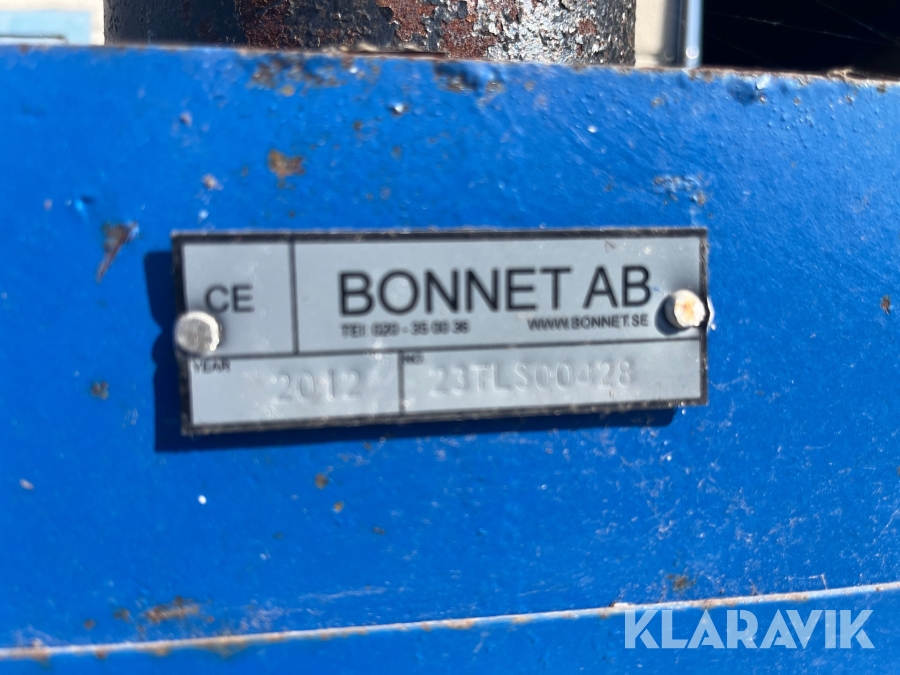 CE
BONNET AB
Tel: 020 - 35 00 36
WWW.BONNET.SE
YEAR 2012
NO 23TLS00428
KLARAVIK